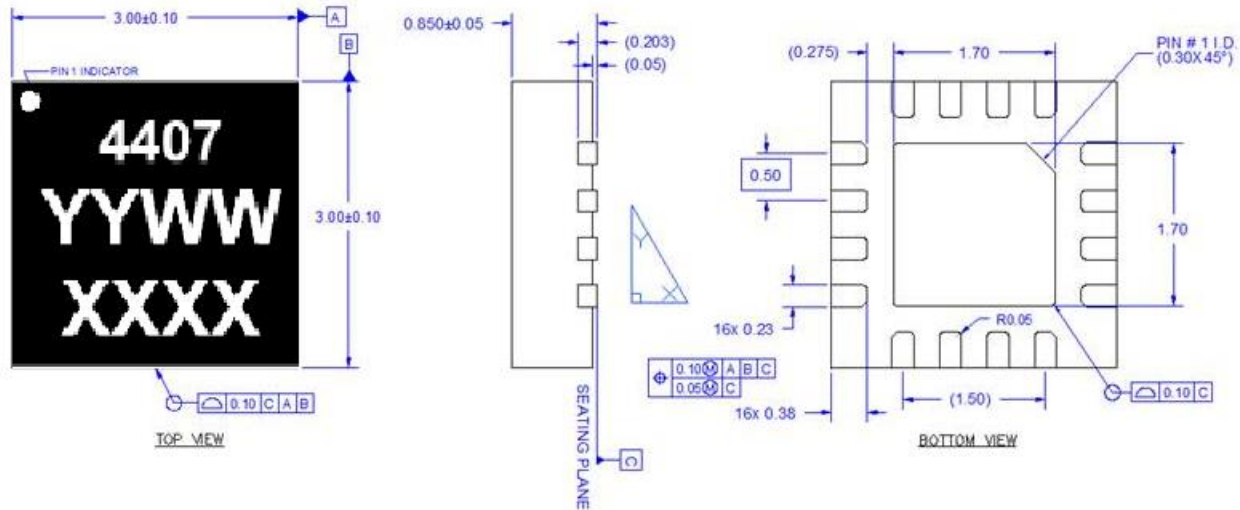 3.00±0.10
A
B
PIN 1 INDICATOR
4407
YYWW
XXXX
3.00±0.10
0.10 C A B
TOP VIEW
0.850±0.05
(0.203)
(0.05)
Y
X
0.10Ⓜ A B C
0.05Ⓜ C
SEATING PLANE
C
(0.275)
1.70
PIN # 1 I.D.
(0.30X45°)
0.50
1.70
16x 0.23
R0.05
16x 0.38
(1.50)
0.10 C
BOTTOM VIEW